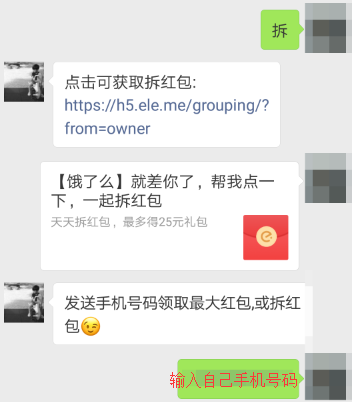 拆
点击可获取拆红包:
https://h5.ele.me/grouping/?
from=owner
【饿了么】就差你了，帮我点一
下，一起拆红包
天天拆红包，最多得25元礼包
发送手机号码领取最大红包,或拆红
包😉
输入自己手机号码